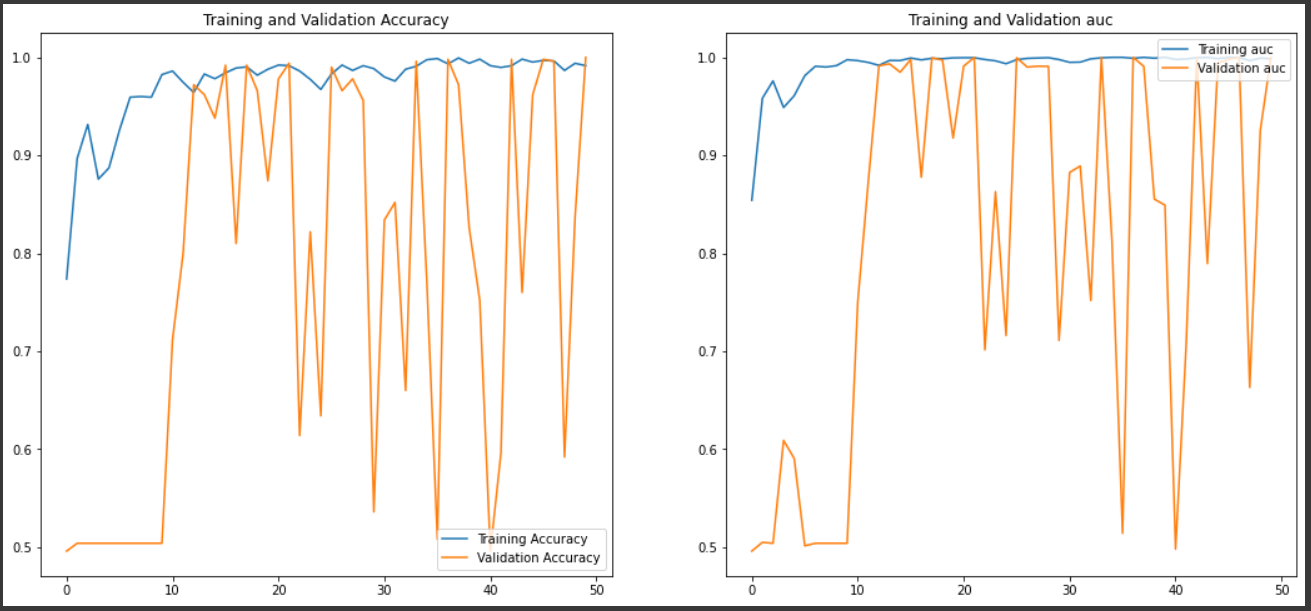 Training and Validation Accuracy
1.0
0.9
0.8
0.7
0.6
0.5
0 10 20 30 40 50
Training Accuracy
Validation Accuracy
Training and Validation auc
1.0
0.9
0.8
0.7
0.6
0.5
0 10 20 30 40 50
Training auc
Validation auc